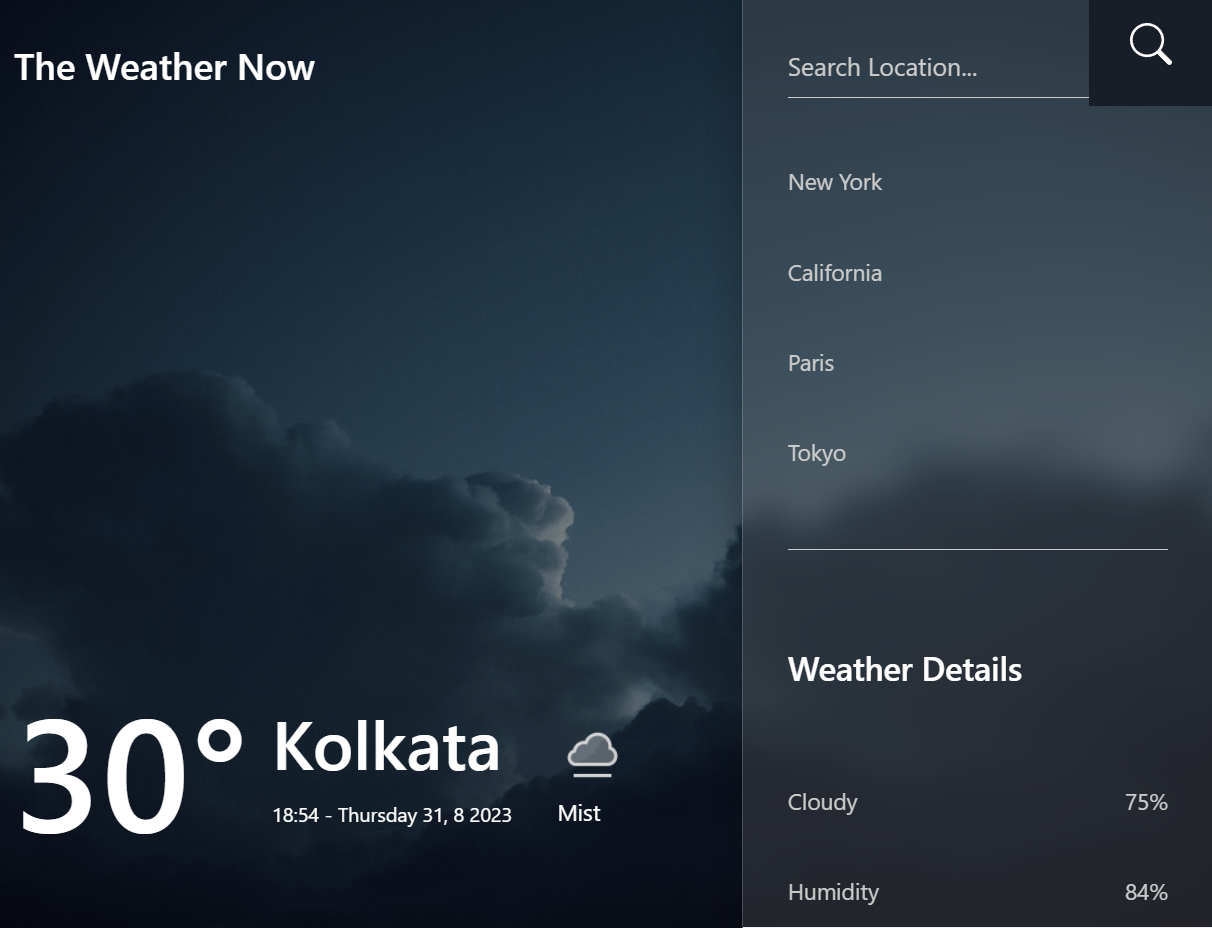 The Weather Now
Search Location...
New York
California
Paris
Tokyo
Weather Details
Cloudy 75%
Humidity 84%
30° Kolkata
18:54 - Thursday 31, 8 2023
Mist